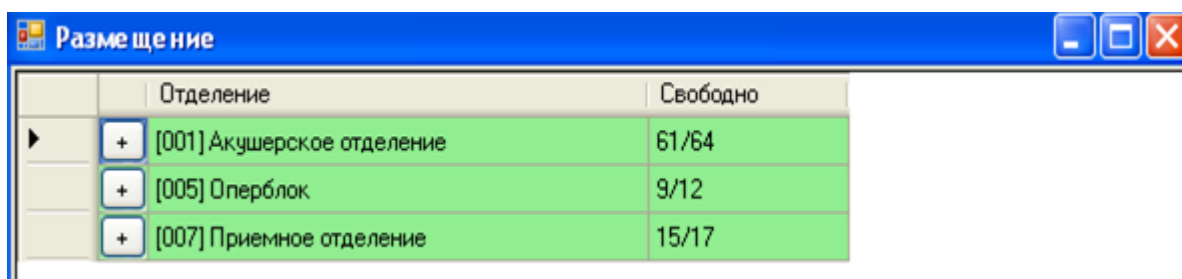 Размещение
Отделение Свободно
+ [001] Акушерское отделение 61/64
+ [005] Оперблок 9/12
+ [007] Приемное отделение 15/17